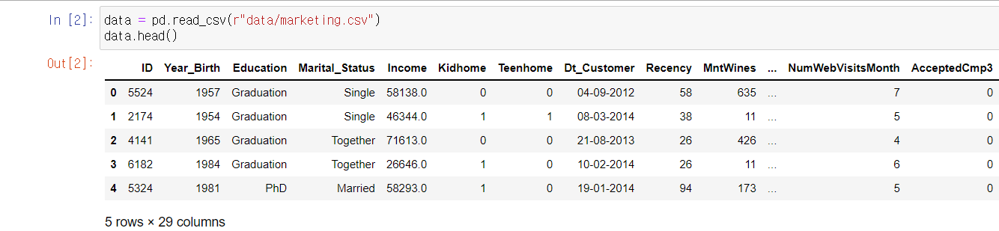 In [2]: data = pd.read_csv(r"data/marketing.csv")
data.head()
Out[2]:
ID Year_Birth Education Marital_Status Income Kidhome Teenhome Dt_Customer Recency MntWines ... NumWebVisitsMonth AcceptedCmp3
0 5524 1957 Graduation Single 58138.0 0 0 04-09-2012 58 635 ... 7 0
1 2174 1954 Graduation Single 46344.0 1 1 08-03-2014 38 11 ... 5 0
2 4141 1965 Graduation Together 71613.0 0 0 21-08-2013 26 426 ... 4 0
3 6182 1984 Graduation Together 26646.0 1 0 10-02-2014 26 11 ... 6 0
4 5324 1981 PhD Married 58293.0 1 0 19-01-2014 94 173 ... 5 0
5 rows × 29 columns